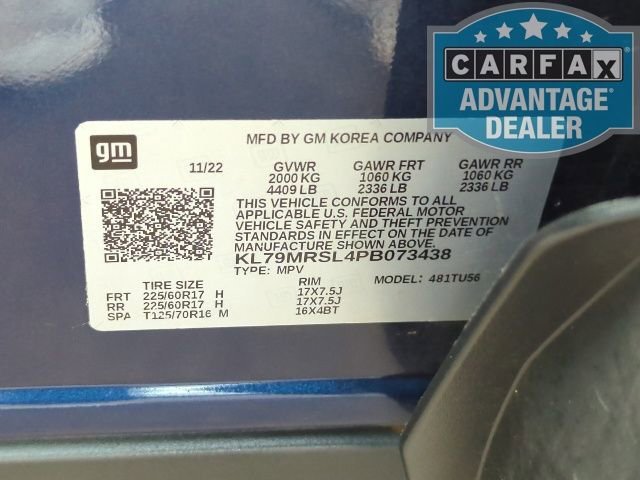 CARFAX
ADVANTAGE
DEALER
gm
MFD BY GM KOREA COMPANY
11/22 GVWR GAWR FRT GAWR RR
2000 KG 1060 KG 1060 KG
4409 LB 2336 LB 2336 LB
THIS VEHICLE CONFORMS TO ALL
APPLICABLE U.S. FEDERAL MOTOR
VEHICLE SAFETY AND THEFT PREVENTION
STANDARDS IN EFFECT ON THE DATE OF
MANUFACTURE SHOWN ABOVE.
KL79MRSL4PB073438
TYPE: MPV MODEL: 481TU56
TIRE SIZE RIM
FRT 225/60R17 H 17X7.5J
RR 225/60R17 H 17X7.5J
SPA T125/70R16 M 16X4BT